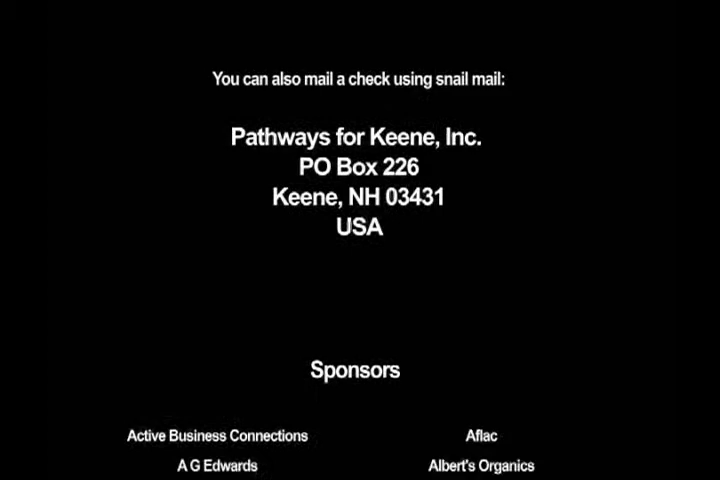 You can also mail a check using snail mail:
Pathways for Keene, Inc.
PO Box 226
Keene, NH 03431
USA
Sponsors
Active Business Connections
Aflac
A G Edwards
Albert's Organics